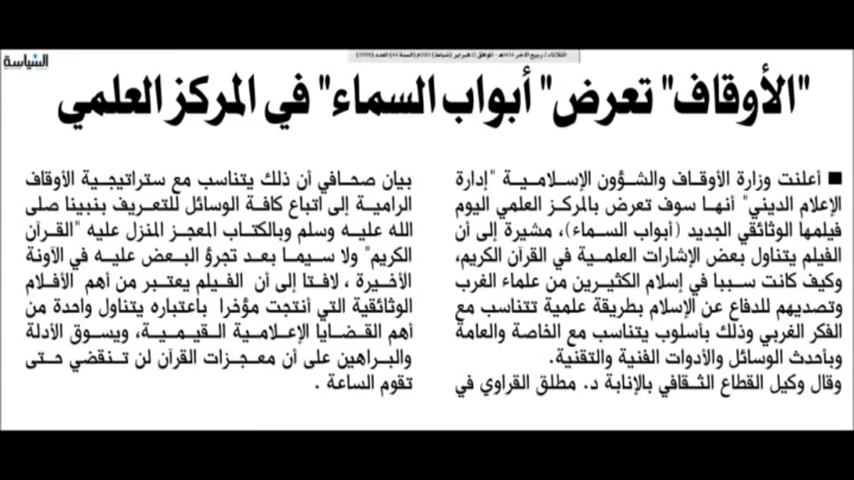 السياسة
"الأوقاف" تعرض" أبواب السماء" في المركز العلمي
■ أعلنت وزارة الأوقاف والشؤون الإسلامية "إدارة
الإعلام الديني" أنها سوف تعرض بالمركز العلمي اليوم
فيلمها الوثائقي الجديد (أبواب السماء)، مشيرة إلى أن
الفيلم يتناول بعض الإشارات العلمية في القرآن الكريم،
وكيف كانت سببا في إسلام الكثيرين من علماء الغرب
وتصديهم للدفاع عن الإسلام بطريقة علمية تتناسب مع
الفكر الغربي وذلك بأسلوب يتناسب مع الخاصة والعامة
وبأحدث الوسائل والأدوات الفنية والتقنية.
وقال وكيل القطاع الثقافي بالإنابة د. مطلق القراوي في
بيان صحافي أن ذلك يتناسب مع ستراتيجية الأوقاف
الرامية إلى اتباع كافة الوسائل للتعريف بنبينا صلى
الله عليه وسلم وبالكتاب المعجز المنزل عليه "القرآن
الكريم" ولا سيما بعد تجرؤ البعض عليه في الآونة
الأخيرة ، لافتا إلى أن الفيلم يعتبر من أهم الأفلام
الوثائقية التي أنتجت مؤخرا باعتباره يتناول واحدة من
أهم القضايا الإعلامية القيمية، ويسوق الأدلة
والبراهين على أن معجزات القرآن لن تنقضي حتى
تقوم الساعة .